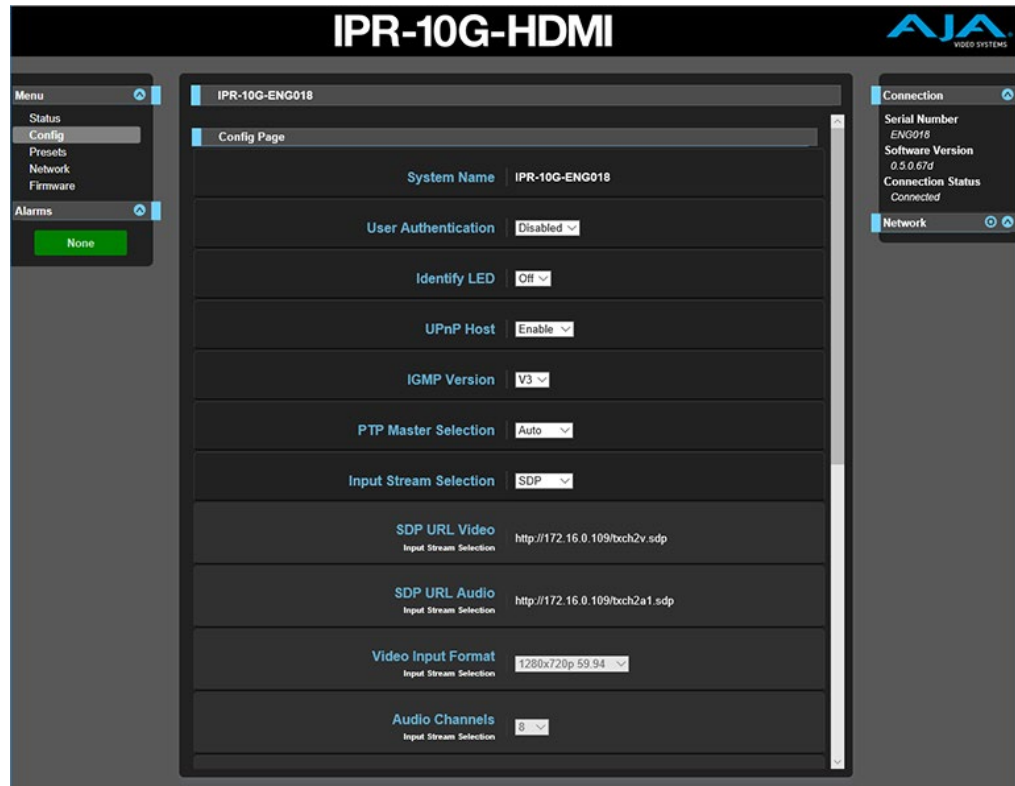 IPR-10G-HDMI
AJA
VIDEO SYSTEMS
Menu
Status
Config
Presets
Network
Firmware
Alarms
None
IPR-10G-ENG018
Config Page
System Name IPR-10G-ENG018
User Authentication Disabled
Identify LED Off
UPnP Host Enable
IGMP Version V3
PTP Master Selection Auto
Input Stream Selection SDP
SDP URL Video
Input Stream Selection
http://172.16.0.109/txch2v.sdp
SDP URL Audio
Input Stream Selection
http://172.16.0.109/txch2a1.sdp
Video Input Format
Input Stream Selection
1280x720p 59.94
Audio Channels
Input Stream Selection
8
Connection
Serial Number
ENG018
Software Version
0.5.0.67d
Connection Status
Connected
Network